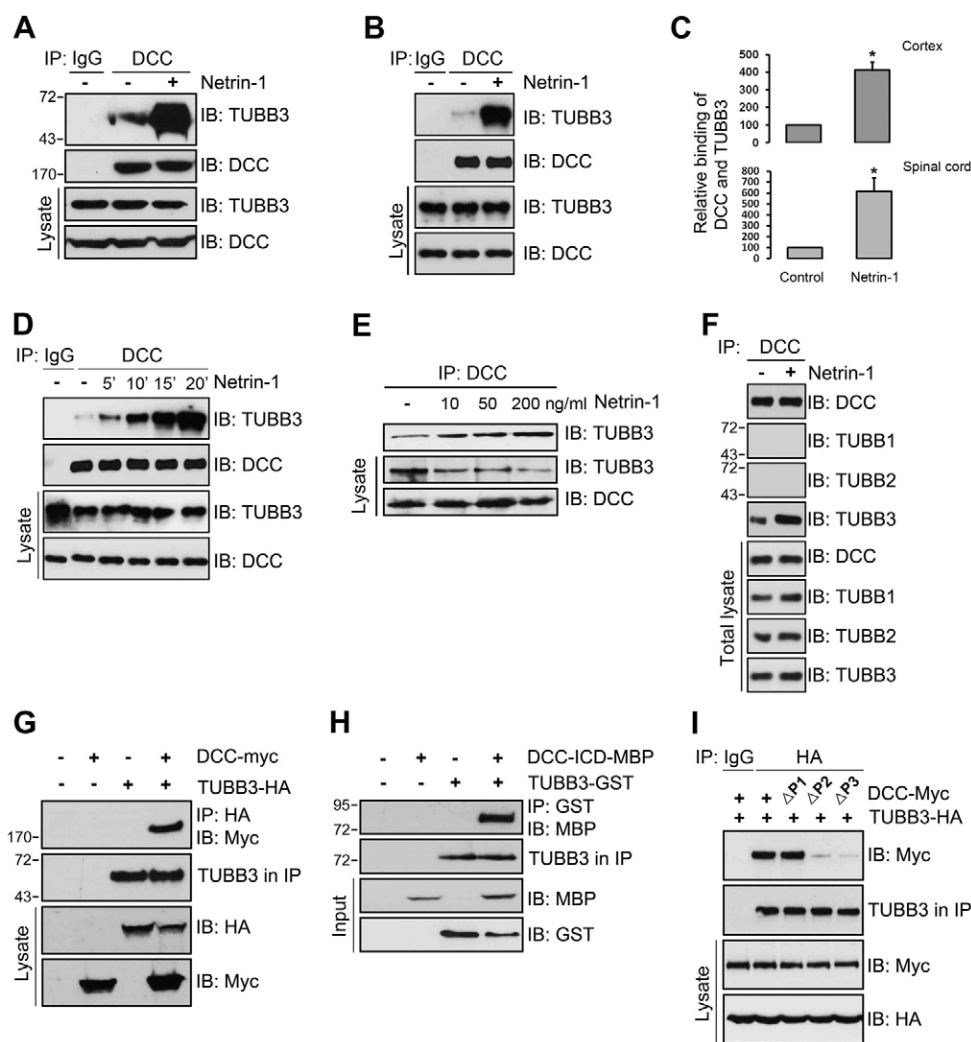 A
IP: IgG DCC
- - + Netrin-1
72-
IB: TUBB3
43-
IB: DCC
170-
IB: TUBB3
IB: DCC
Lysate
B
IP: IgG DCC
- - + Netrin-1
IB: TUBB3
IB: DCC
IB: TUBB3
IB: DCC
Lysate
C
Relative binding of
DCC and TUBB3
500
400
300
200
100
0
* Cortex
800
700
600
500
400
300
200
100
0
* Spinal cord
Control Netrin-1
D
IP: IgG DCC
- - 5' 10' 15' 20' Netrin-1
IB: TUBB3
IB: DCC
IB: TUBB3
IB: DCC
Lysate
E
IP: DCC
- 10 50 200 ng/ml Netrin-1
IB: TUBB3
IB: TUBB3
IB: DCC
Lysate
F
IP: DCC
- + Netrin-1
IB: DCC
72-
IB: TUBB1
43-
72-
IB: TUBB2
43-
IB: TUBB3
IB: DCC
IB: TUBB1
IB: TUBB2
IB: TUBB3
Total lysate
G
- + - + DCC-myc
- - + + TUBB3-HA
IP: HA
IB: Myc
170-
72-
TUBB3 in IP
43-
IB: HA
IB: Myc
Lysate
H
- + - + DCC-ICD-MBP
- - + + TUBB3-GST
95-
IP: GST
72-
IB: MBP
72-
TUBB3 in IP
IB: MBP
IB: GST
Input
I
IP: IgG HA
+ + △P1 △P2 △P3 DCC-Myc
+ + + + + TUBB3-HA
IB: Myc
TUBB3 in IP
IB: Myc
IB: HA
Lysate